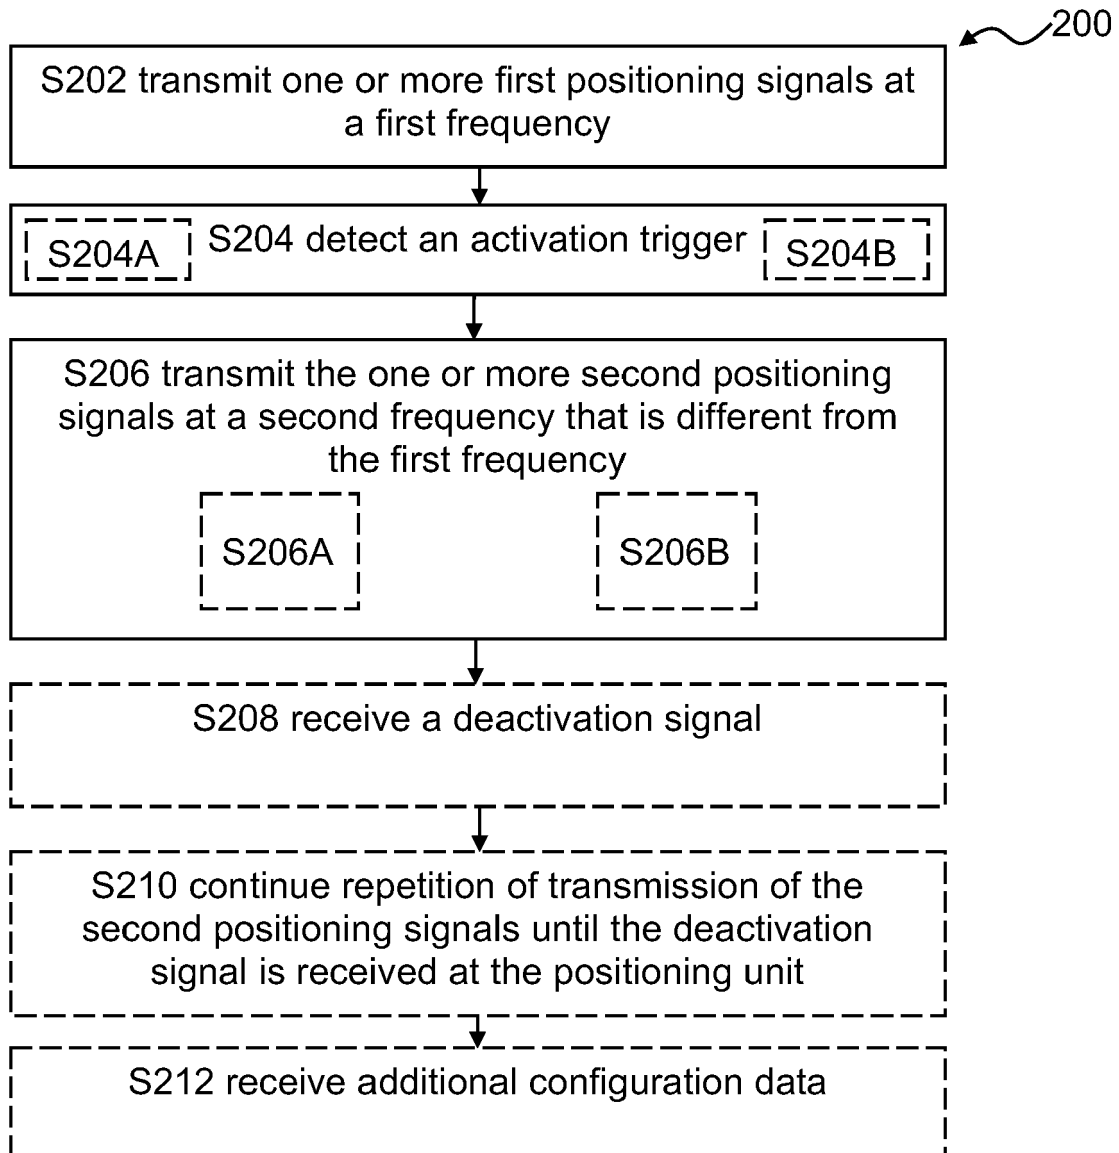 200
S202 transmit one or more first positioning signals at
a first frequency
S204A
S204 detect an activation trigger
S204B
S206 transmit the one or more second positioning
signals at a second frequency that is different from
the first frequency
S206A
S206B
S208 receive a deactivation signal
S210 continue repetition of transmission of the
second positioning signals until the deactivation
signal is received at the positioning unit
S212 receive additional configuration data